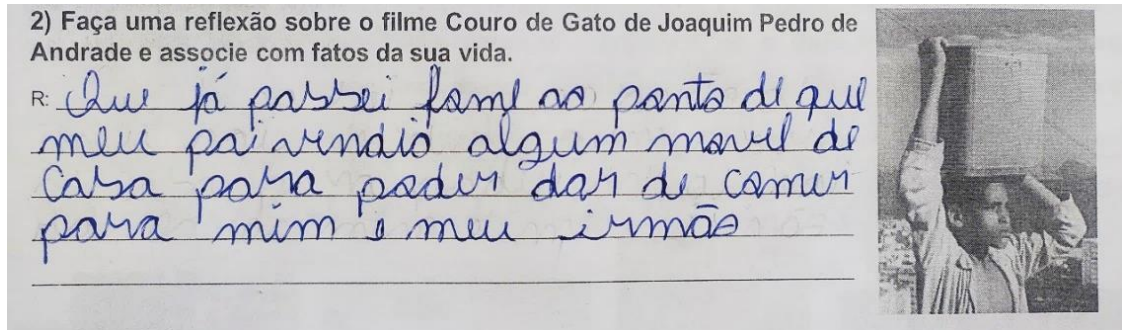 2) Faça uma reflexão sobre o filme Couro de Gato de Joaquim Pedro de
Andrade e associe com fatos da sua vida.
R: Que já passei fome ao ponto de que
meu pai vendio algum movel de
Casa para poder dar de comer
para mim e meu irmão